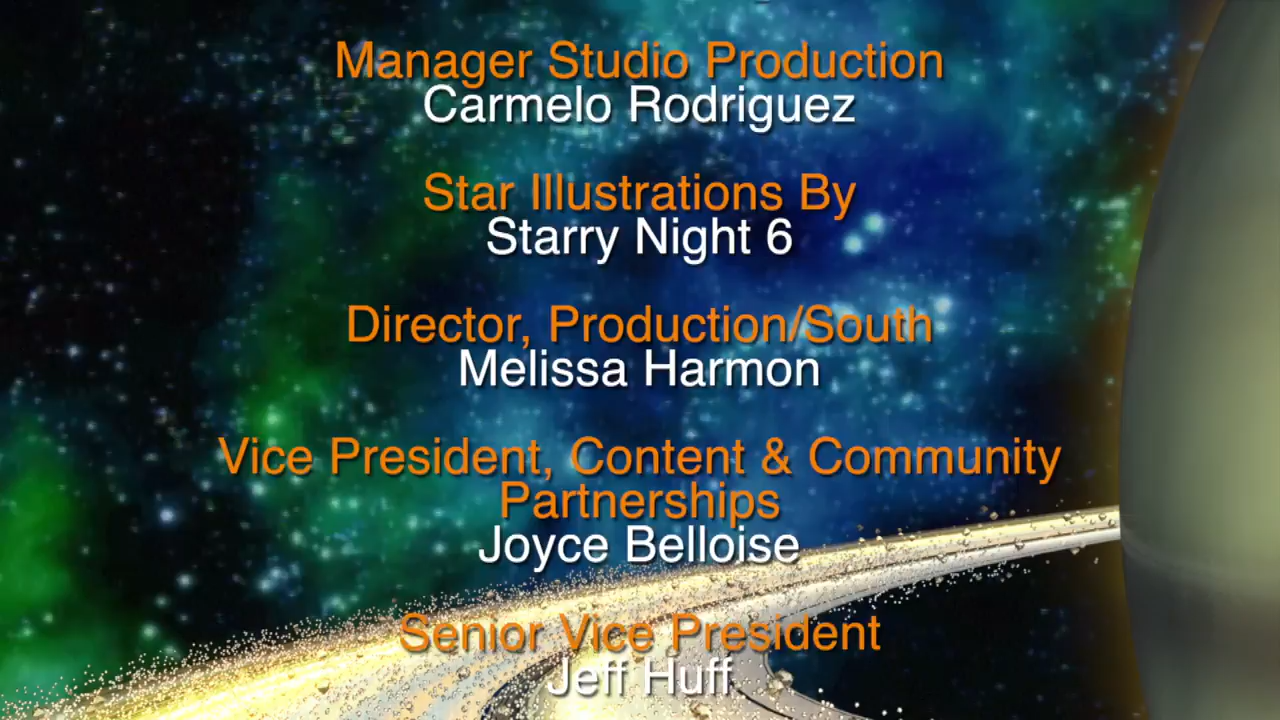 Manager Studio Production
Carmelo Rodriguez
Star Illustrations By
Starry Night 6
Director, Production/South
Melissa Harmon
Vice President, Content & Community
Partnerships
Joyce Belloise
Senior Vice President
Jeff Huff